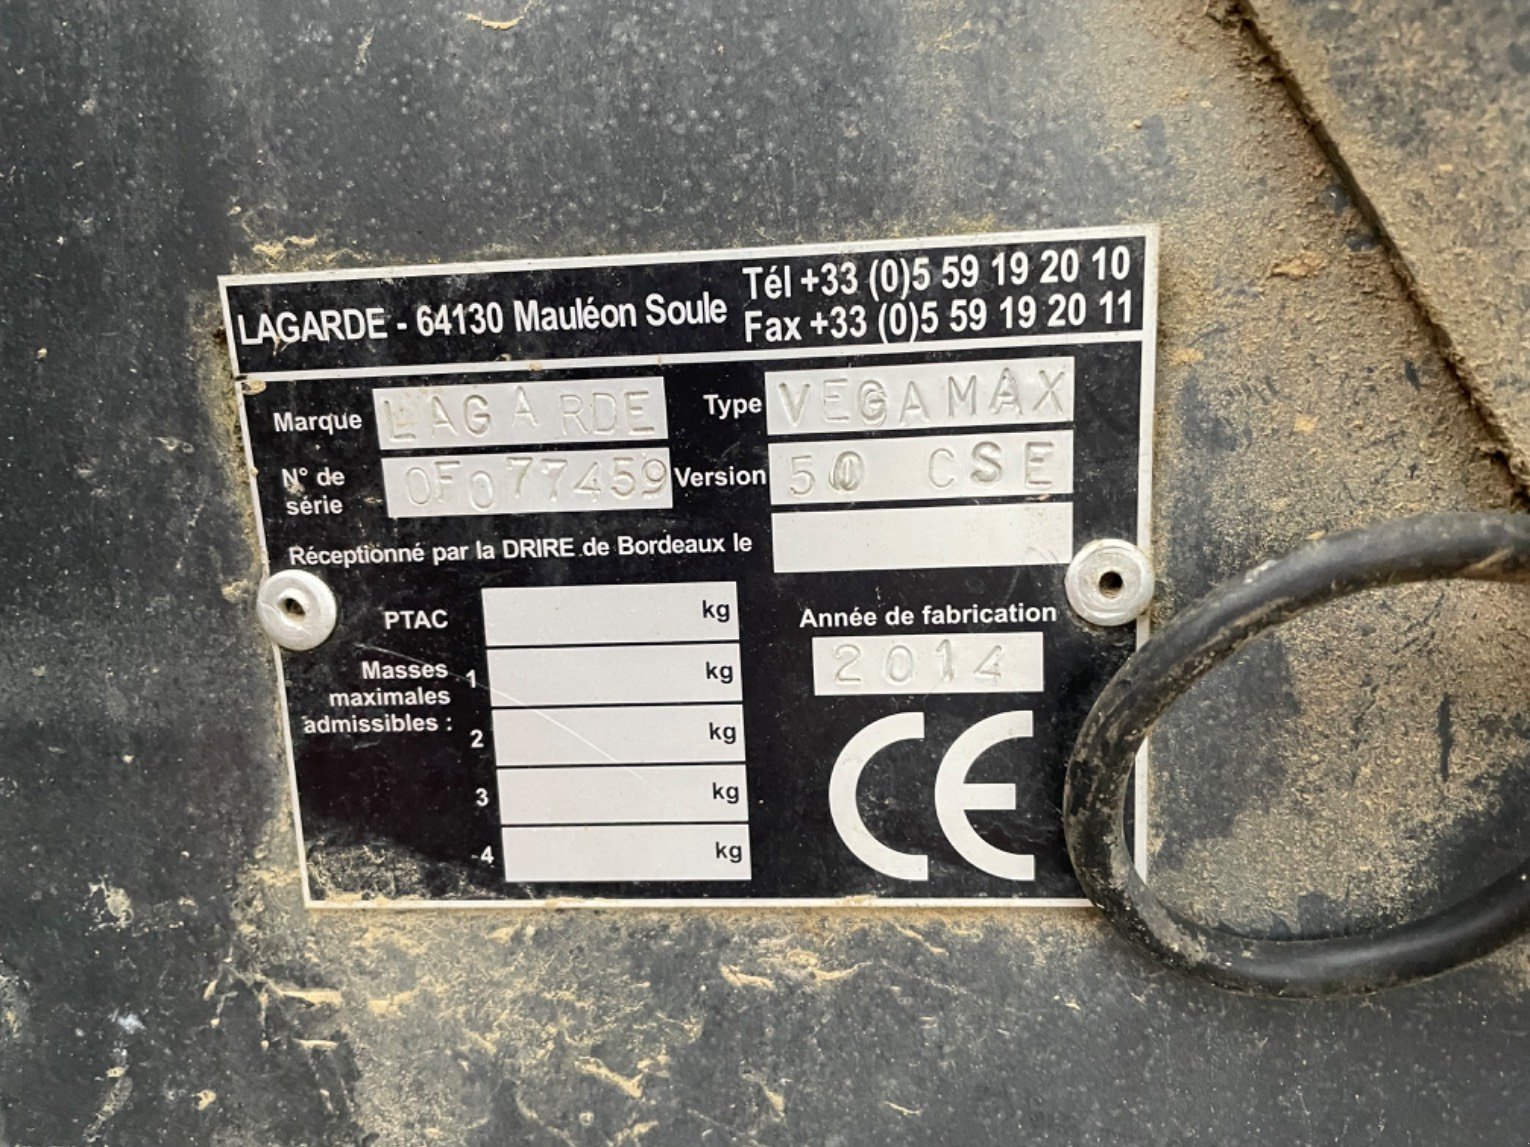 LAGARDE - 64130 Mauléon Soule
Tél +33 (0)5 59 19 20 10
Fax +33 (0)5 59 19 20 11
Marque LAGARDE Type VEGAMAX
N° de série 0F077459 Version 50 CSE
Réceptionné par la DRIRE de Bordeaux le
PTAC kg
Année de fabrication
2014
Masses maximales admissibles :
1 kg
2 kg
3 kg
4 kg
CE